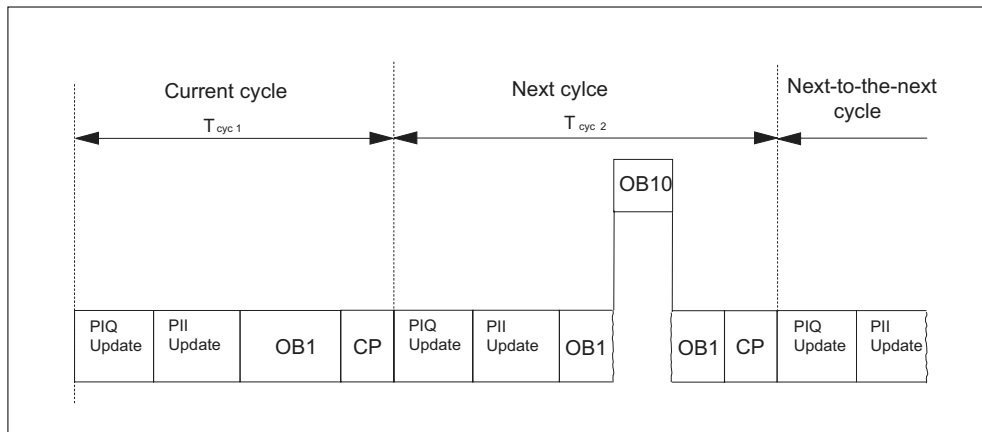 Current cycle
T cyc 1
Next cylce
T cyc 2
Next-to-the-next
cycle
OB10
PIQ
Update
PII
Update
OB1
CP
PIQ
Update
PII
Update
OB1
OB1
CP
PIQ
Update
PII
Update